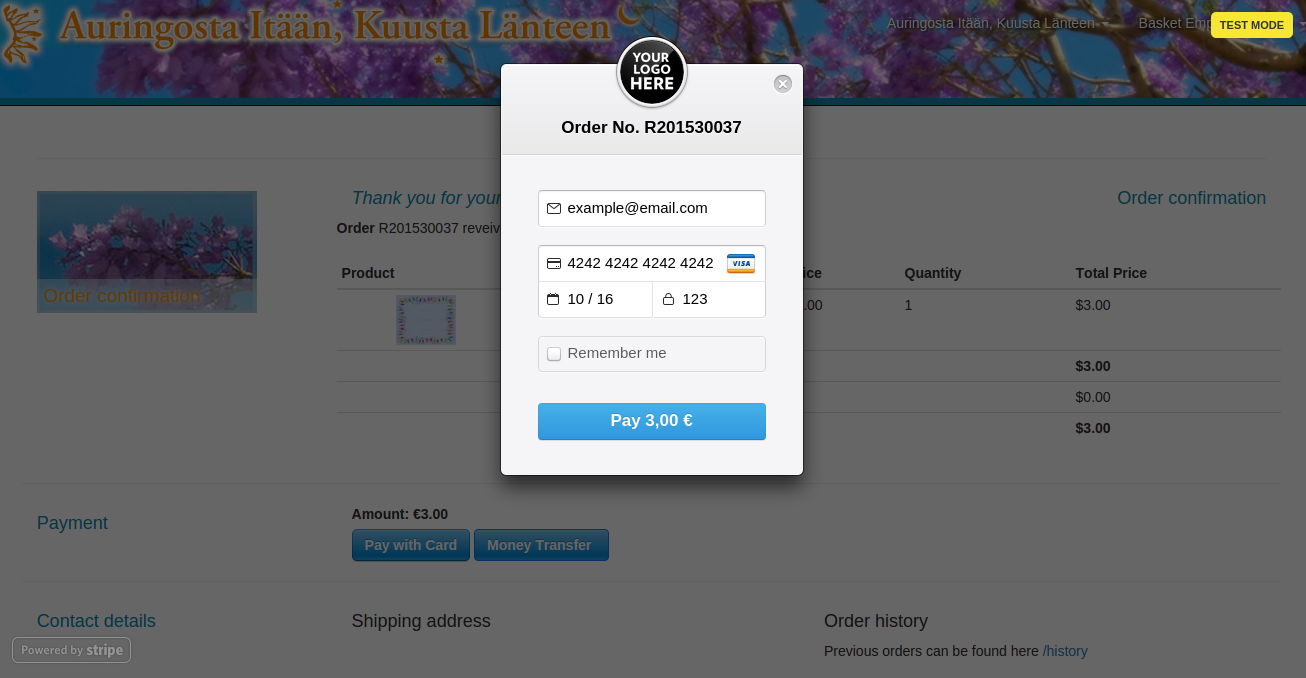 Auringosta Itään, Kuusta Länteen
Auringosta Itään, Kuusta Länteen
Basket Emp
TEST MODE
YOUR
LOGO
HERE
Order No. R201530037
Thank you for your
Order confirmation
example@email.com
Order R201530037 reveiv
4242 4242 4242 4242
VISA
Product
ice
Quantity
Total Price
10 / 16
123
Order confirmation
.00
1
$3.00
Remember me
$3.00
$0.00
Pay 3,00 €
$3.00
Payment
Amount: €3.00
Pay with Card
Money Transfer
Contact details
Shipping address
Order history
Powered by stripe
Previous orders can be found here /history